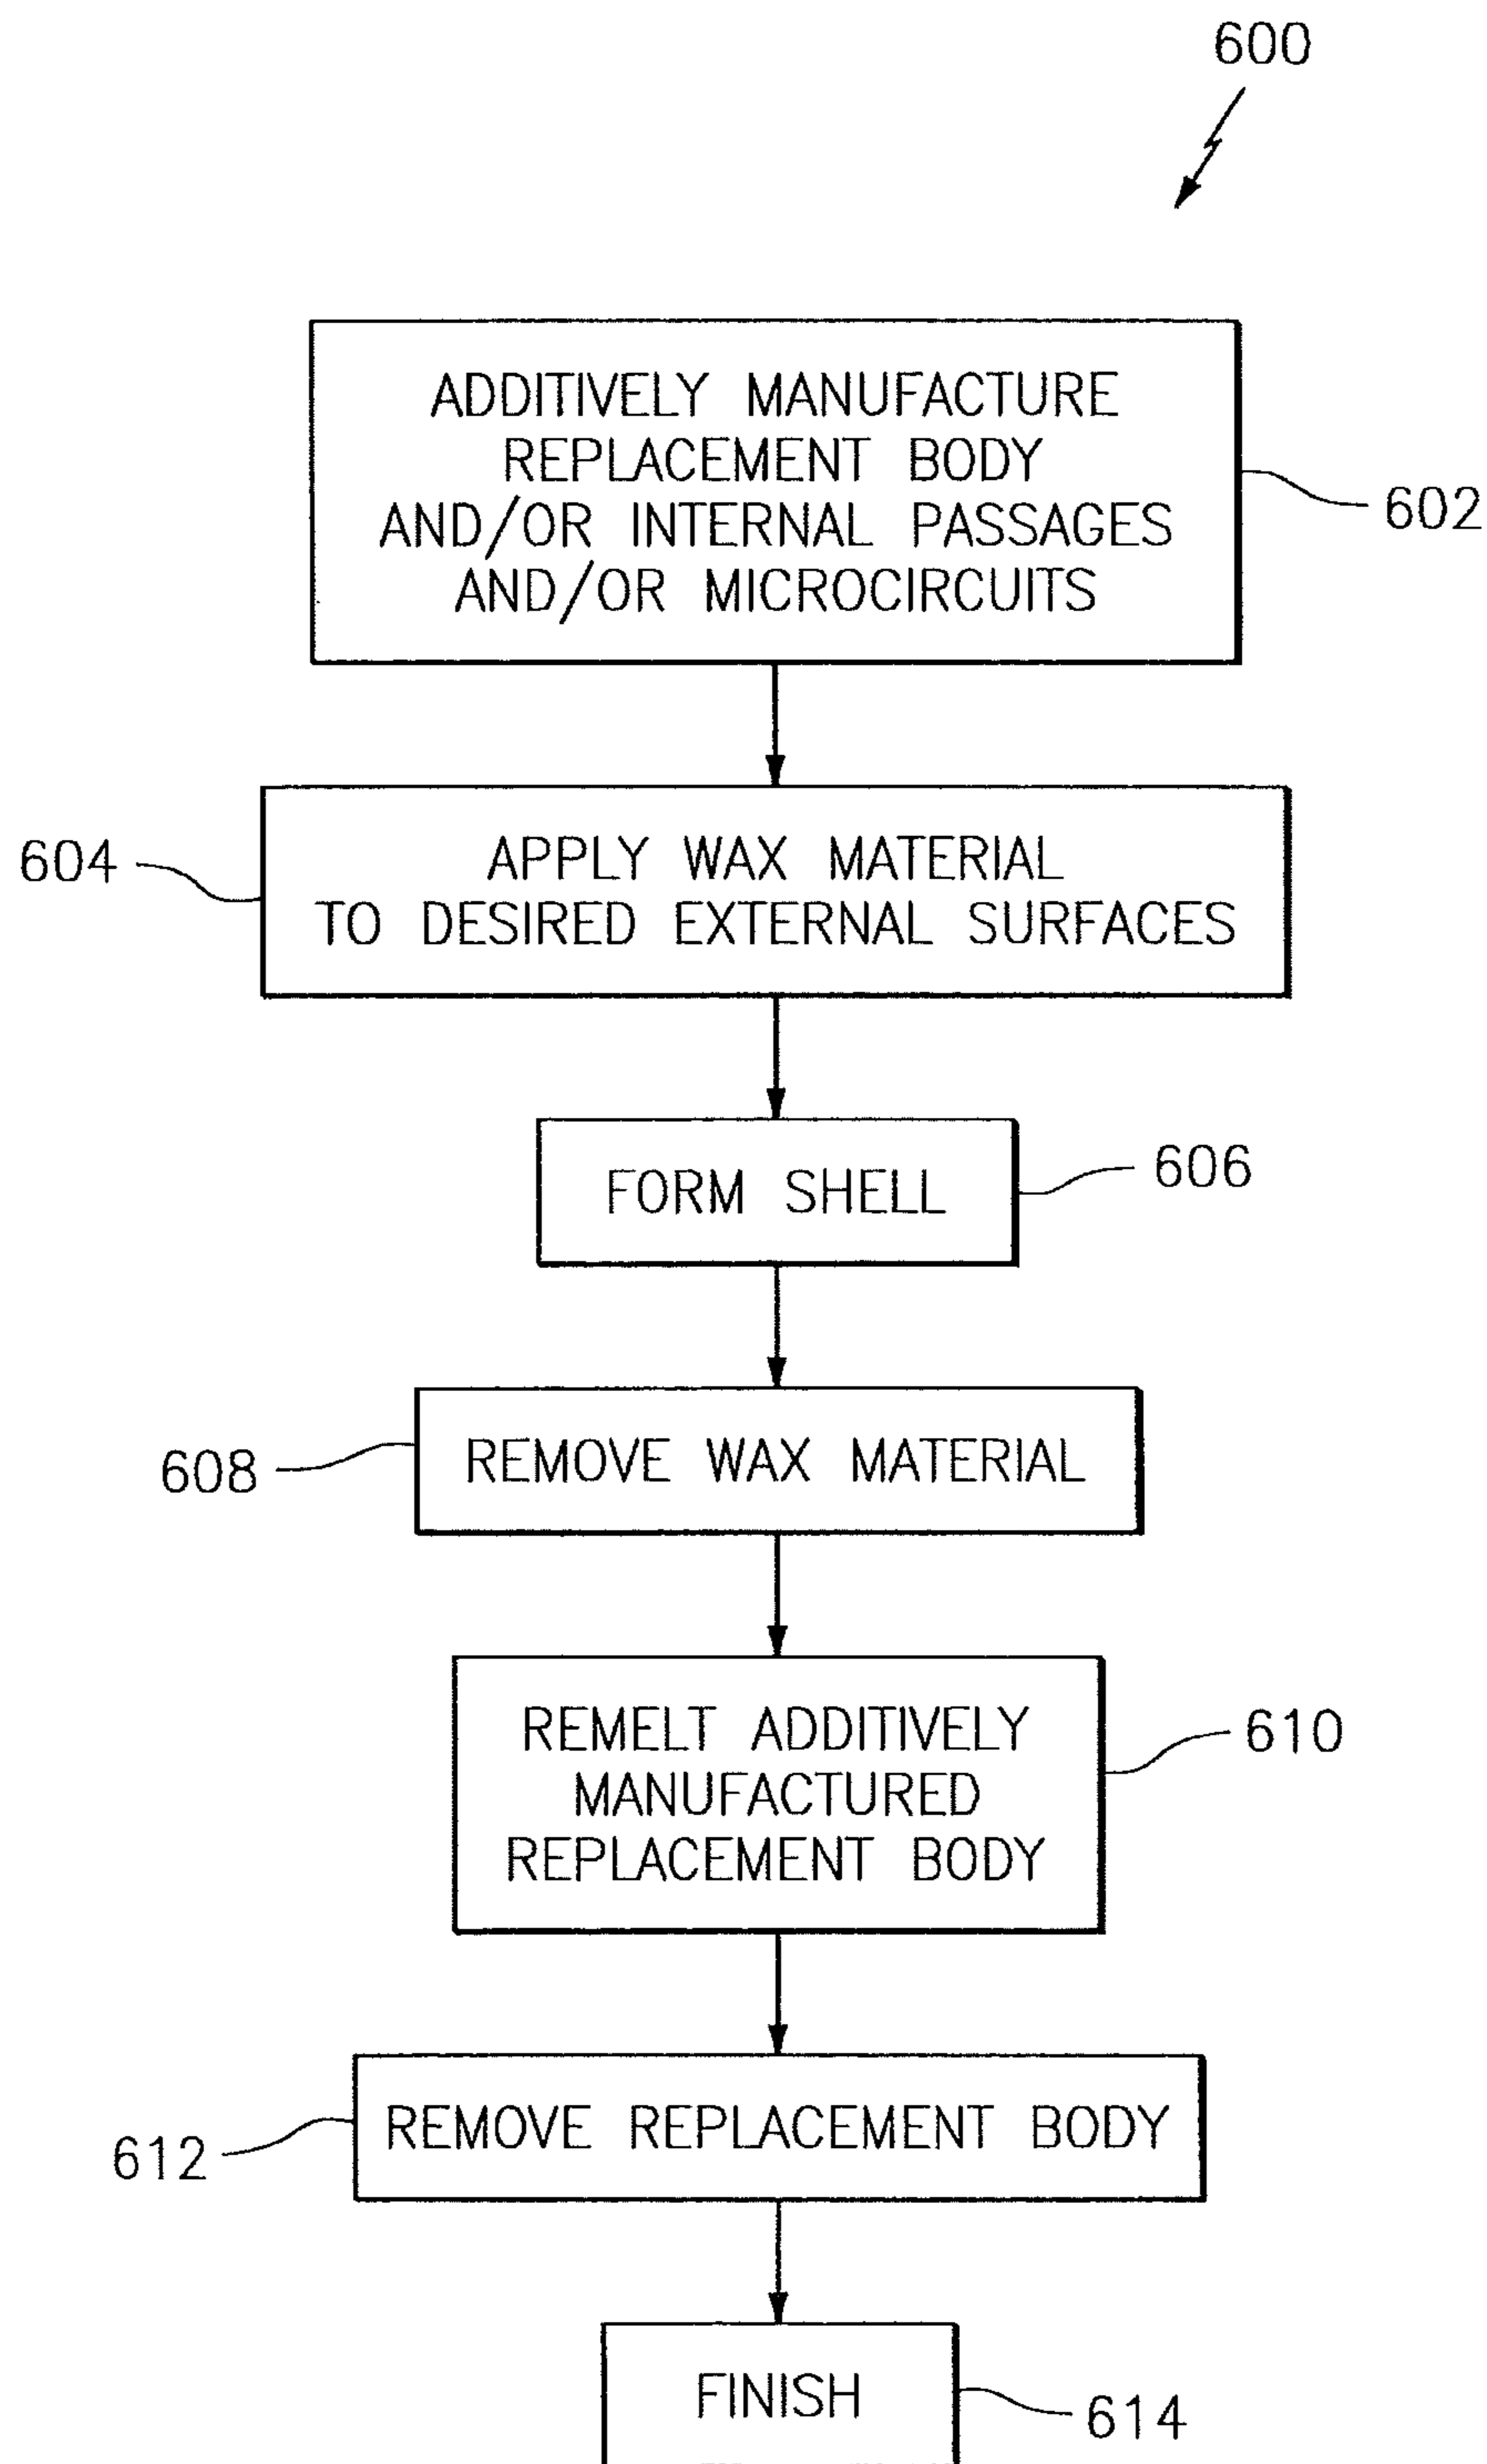 600
ADDITIVELY MANUFACTURE
REPLACEMENT BODY
AND/OR INTERNAL PASSAGES
AND/OR MICROCIRCUITS
602
604
APPLY WAX MATERIAL
TO DESIRED EXTERNAL SURFACES
FORM SHELL
606
608
REMOVE WAX MATERIAL
REMELT ADDITIVELY
MANUFACTURED
REPLACEMENT BODY
610
612
REMOVE REPLACEMENT BODY
FINISH
614